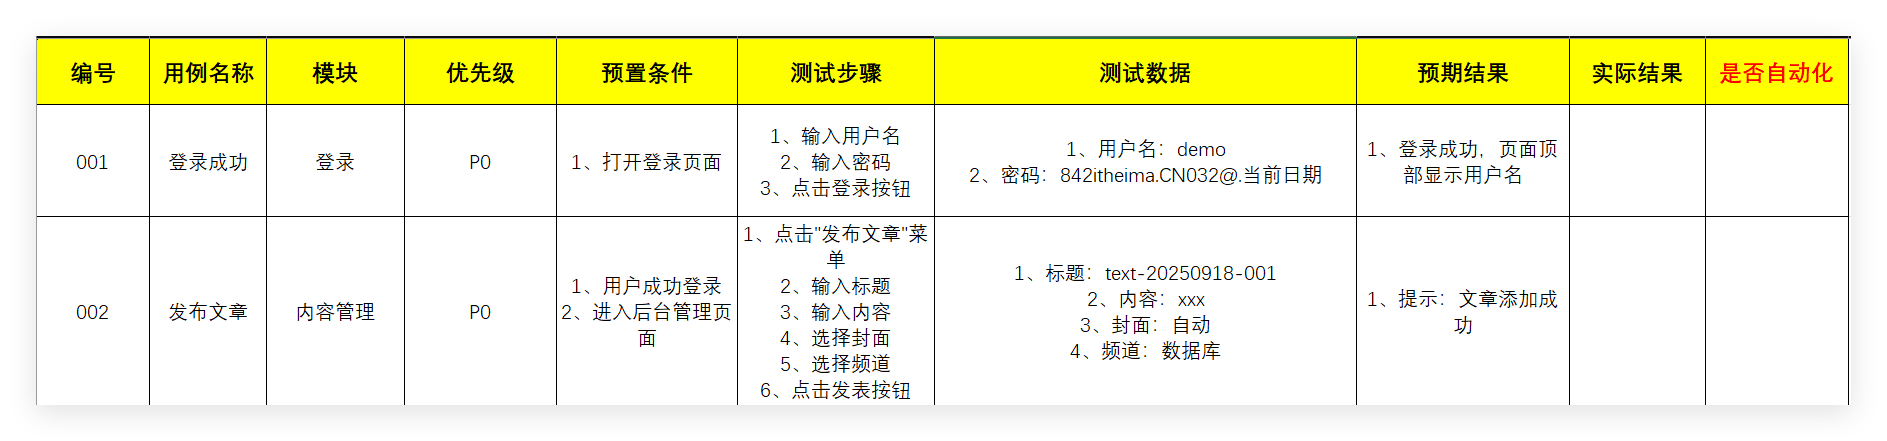 编号 用例名称 模块 优先级 预置条件 测试步骤 测试数据 预期结果 实际结果 是否自动化
001
登录成功
登录
P0
1、打开登录页面
1、输入用户名
2、输入密码
3、点击登录按钮
1、用户名：demo
2、密码：842itheima.CN032@.当前日期
1、登录成功，页面顶
部显示用户名
002
发布文章
内容管理
P0
1、用户成功登录
2、进入后台管理页
面
1、点击"发布文章"菜
单
2、输入标题
3、输入内容
4、选择封面
5、选择频道
6、点击发表按钮
1、标题：text-20250918-001
2、内容：xxx
3、封面：自动
4、频道：数据库
1、提示：文章添加成
功